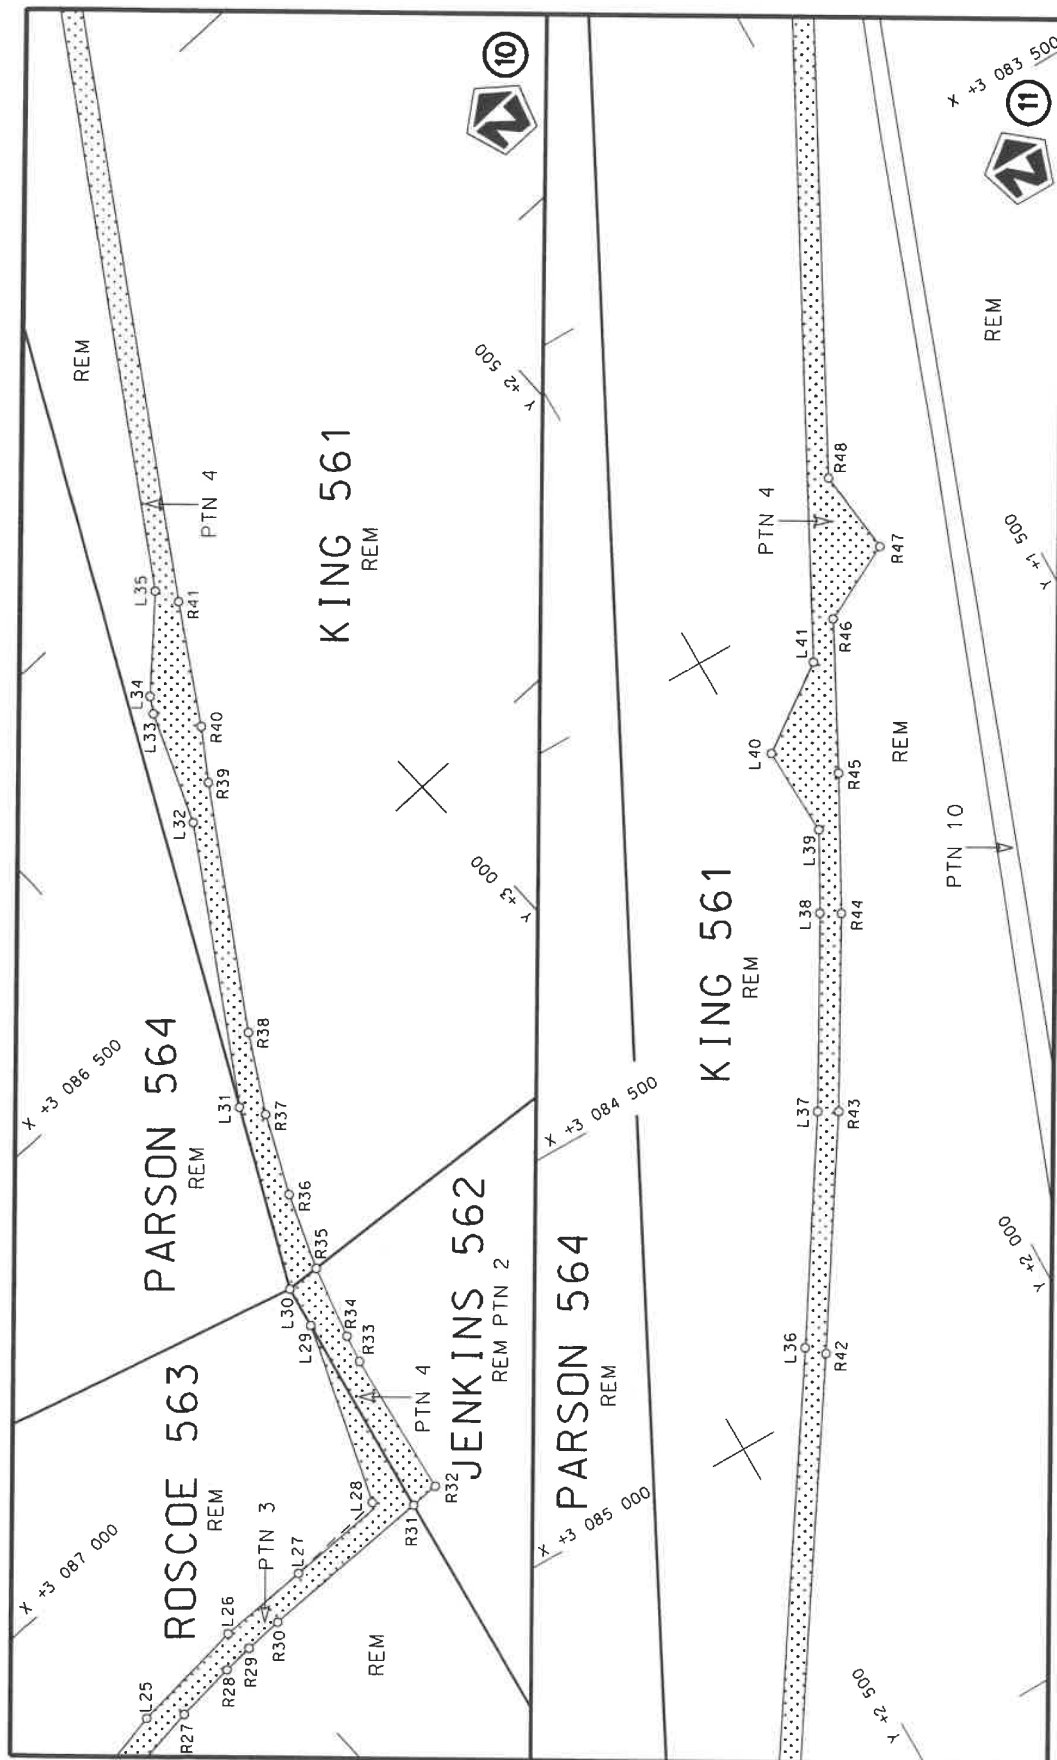 10
REM
PTN 4
KING 561
REM
Y +2 500
L35
R41
L34
L33
R40
R39
L32
Y +3 000
X +3 086 500
PARSON 564
REM
L31
R38
R37
R36
R35
L30
L29
R34
R33
PTN 4
JENKINS 562
REM PTN 2
ROSCOE 563
REM
X +3 087 000
PTN 3
L28
R32
R31
L27
L26
R30
R29
R28
L25
R27
REM
11
X +3 083 500
REM
PTN 4
R48
R47
R46
L41
Y +1 500
L40
R45
REM
L39
PTN 10
KING 561
REM
L38
R44
X +3 084 500
L37
R43
Y +2 000
PARSON 564
REM
L36
R42
X +3 085 000
Y +2 500